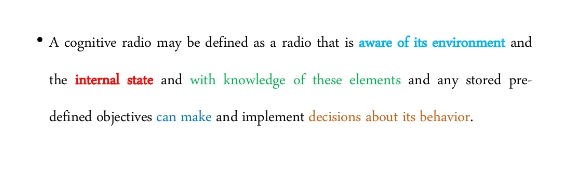 • A cognitive radio may be defined as a radio that is aware of its environment and
the internal state and with knowledge of these elements and any stored pre-
defined objectives can make and implement decisions about its behavior.